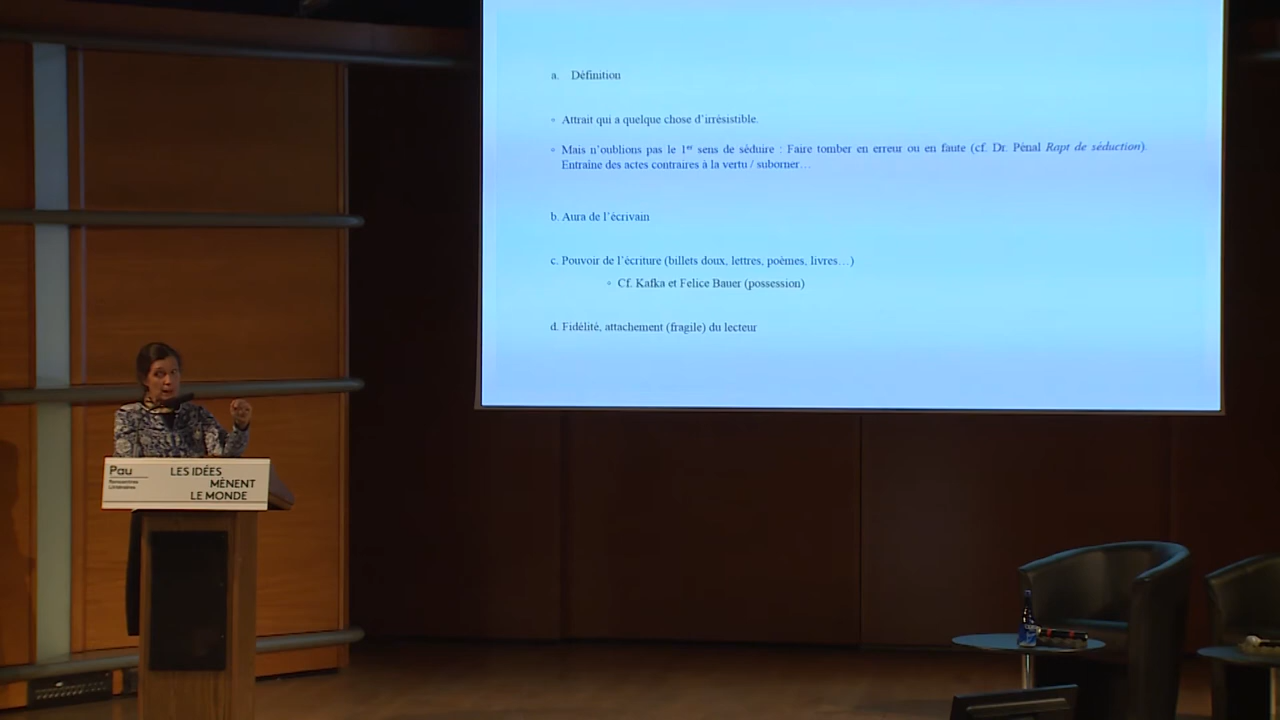 a. Définition
◦ Attrait qui a quelque chose d'irrésistible.
◦ Mais n'oublions pas le 1er sens de séduire : Faire tomber en erreur ou en faute (cf. Dr. Pénal Rapt de séduction).
Entraîne des actes contraires à la vertu / suborner…
b. Aura de l'écrivain
c. Pouvoir de l'écriture (billets doux, lettres, poèmes, livres…)
◦ Cf. Kafka et Felice Bauer (possession)
d. Fidélité, attachement (fragile) du lecteur
Pau
Rencontres
Littéraires
LES IDÉES
MÈNENT
LE MONDE